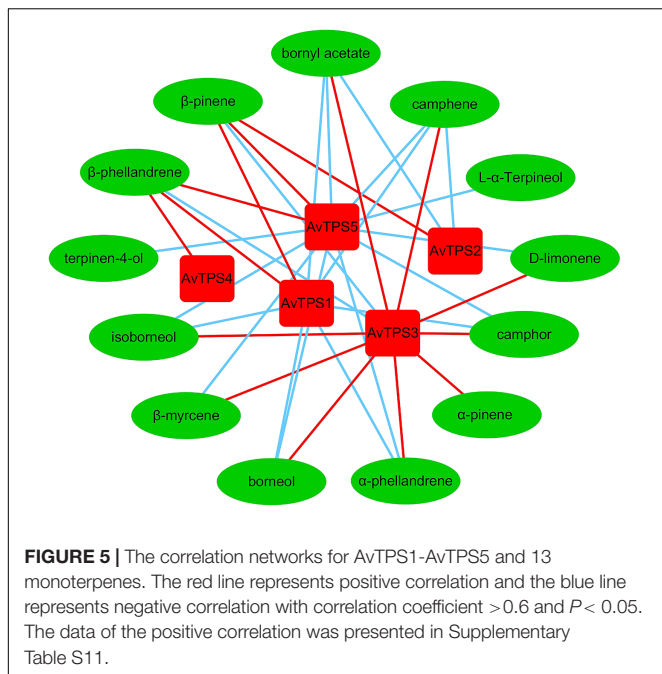 bornyl acetate
β-pinene
camphene
β-phellandrene
L-α-Terpineol
AvTPS5
AvTPS2
terpinen-4-ol
D-limonene
AvTPS4
AvTPS1
AvTPS3
isoborneol
camphor
β-myrcene
α-pinene
borneol
α-phellandrene
FIGURE 5 | The correlation networks for AvTPS1-AvTPS5 and 13
monoterpenes. The red line represents positive correlation and the blue line
represents negative correlation with correlation coefficient >0.6 and P< 0.05.
The data of the positive correlation was presented in Supplementary
Table S11.